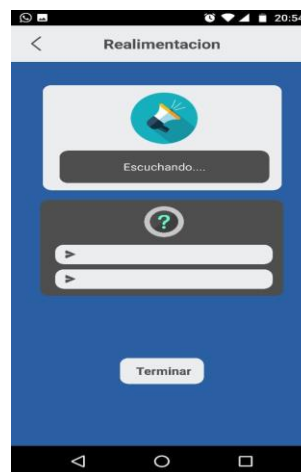 20:54
Realimentacion
Escuchando....
?
Terminar